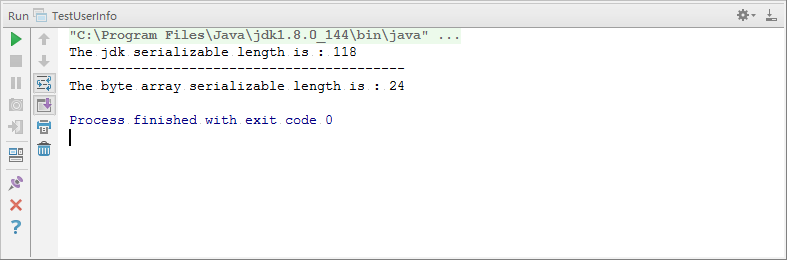 Run TestUserInfo
"C:\Program Files\Java\jdk1.8.0_144\bin\java" ...
The jdk serializable length is : 118
------------------------------------------
The byte array serializable length is : 24
Process finished with exit code 0